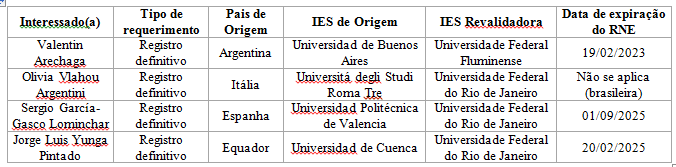 Interessado(a) Tipo de requerimento País de Origem IES de Origem IES Revalidadora Data de expiração do RNE
Valentin Arechaga Registro definitivo Argentina Universidad de Buenos Aires Universidade Federal Fluminense 19/02/2023
Olivia Vlahou Argentini Registro definitivo Itália Universitá degli Studi Roma Tre Universidade Federal do Rio de Janeiro Não se aplica (brasileira)
Sergio García-Gasco Lominchar Registro definitivo Espanha Universidad Politécnica de Valencia Universidade Federal do Rio de Janeiro 01/09/2025
Jorge Luis Yunga Pintado Registro definitivo Equador Universidad de Cuenca Universidade Federal do Rio de Janeiro 20/02/2025